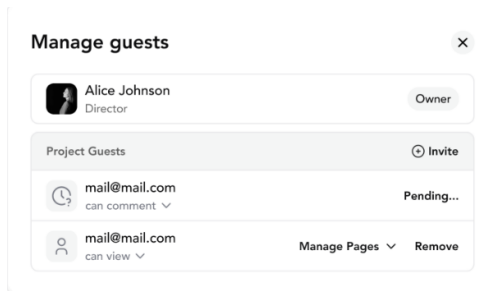 Manage guests
Alice Johnson
Director
Owner
Project Guests
Invite
mail@mail.com
can comment
Pending...
mail@mail.com
can view
Manage Pages
Remove